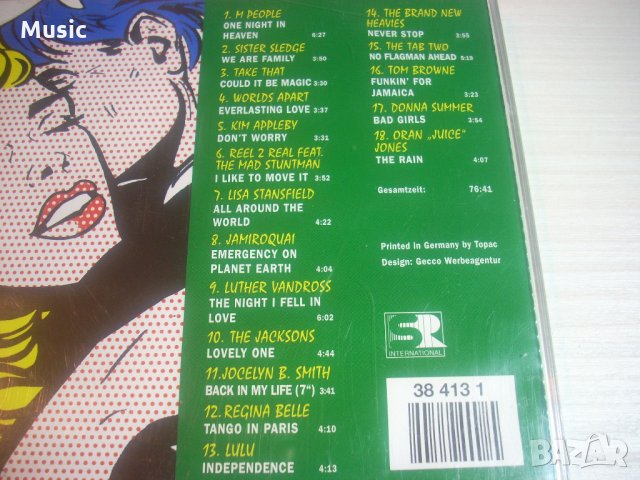 Music
1. M PEOPLE
ONE NIGHT IN
HEAVEN 6:27
2. SISTER SLEDGE
WE ARE FAMILY 3:50
3. TAKE THAT
COULD IT BE MAGIC 3:30
4. WORLDS APART
EVERLASTING LOVE 3:37
5. KIM APPLEBY
DON'T WORRY 3:31
6. REEL 2 REAL FEAT.
THE MAD STUNTMAN
I LIKE TO MOVE IT 3:52
7. LISA STANSFIELD
ALL AROUND THE
WORLD 4:22
8. JAMIROQUAI
EMERGENCY ON
PLANET EARTH 4:04
9. LUTHER VANDROSS
THE NIGHT I FELL IN
LOVE 6:02
10. THE JACKSONS
LOVELY ONE 4:44
11.JOCELYN B. SMITH
BACK IN MY LIFE (7") 3:41
12. REGINA BELLE
TANGO IN PARIS 4:10
13. LULU
INDEPENDENCE 4:13
14. THE BRAND NEW
HEAVIES
NEVER STOP 3:55
15. THE TAB TWO
NO FLAGMAN AHEAD 5:19
16. TOM BROWNE
FUNKIN' FOR
JAMAICA 3:23
17. DONNA SUMMER
BAD GIRLS 3:54
18. ORAN „JUICE"
JONES
THE RAIN 4:07
Gesamtzeit: 76:41
Printed in Germany by Topac
Design: Gecco Werbeagentur
SR
INTERNATIONAL
38 413 1
BAZAR